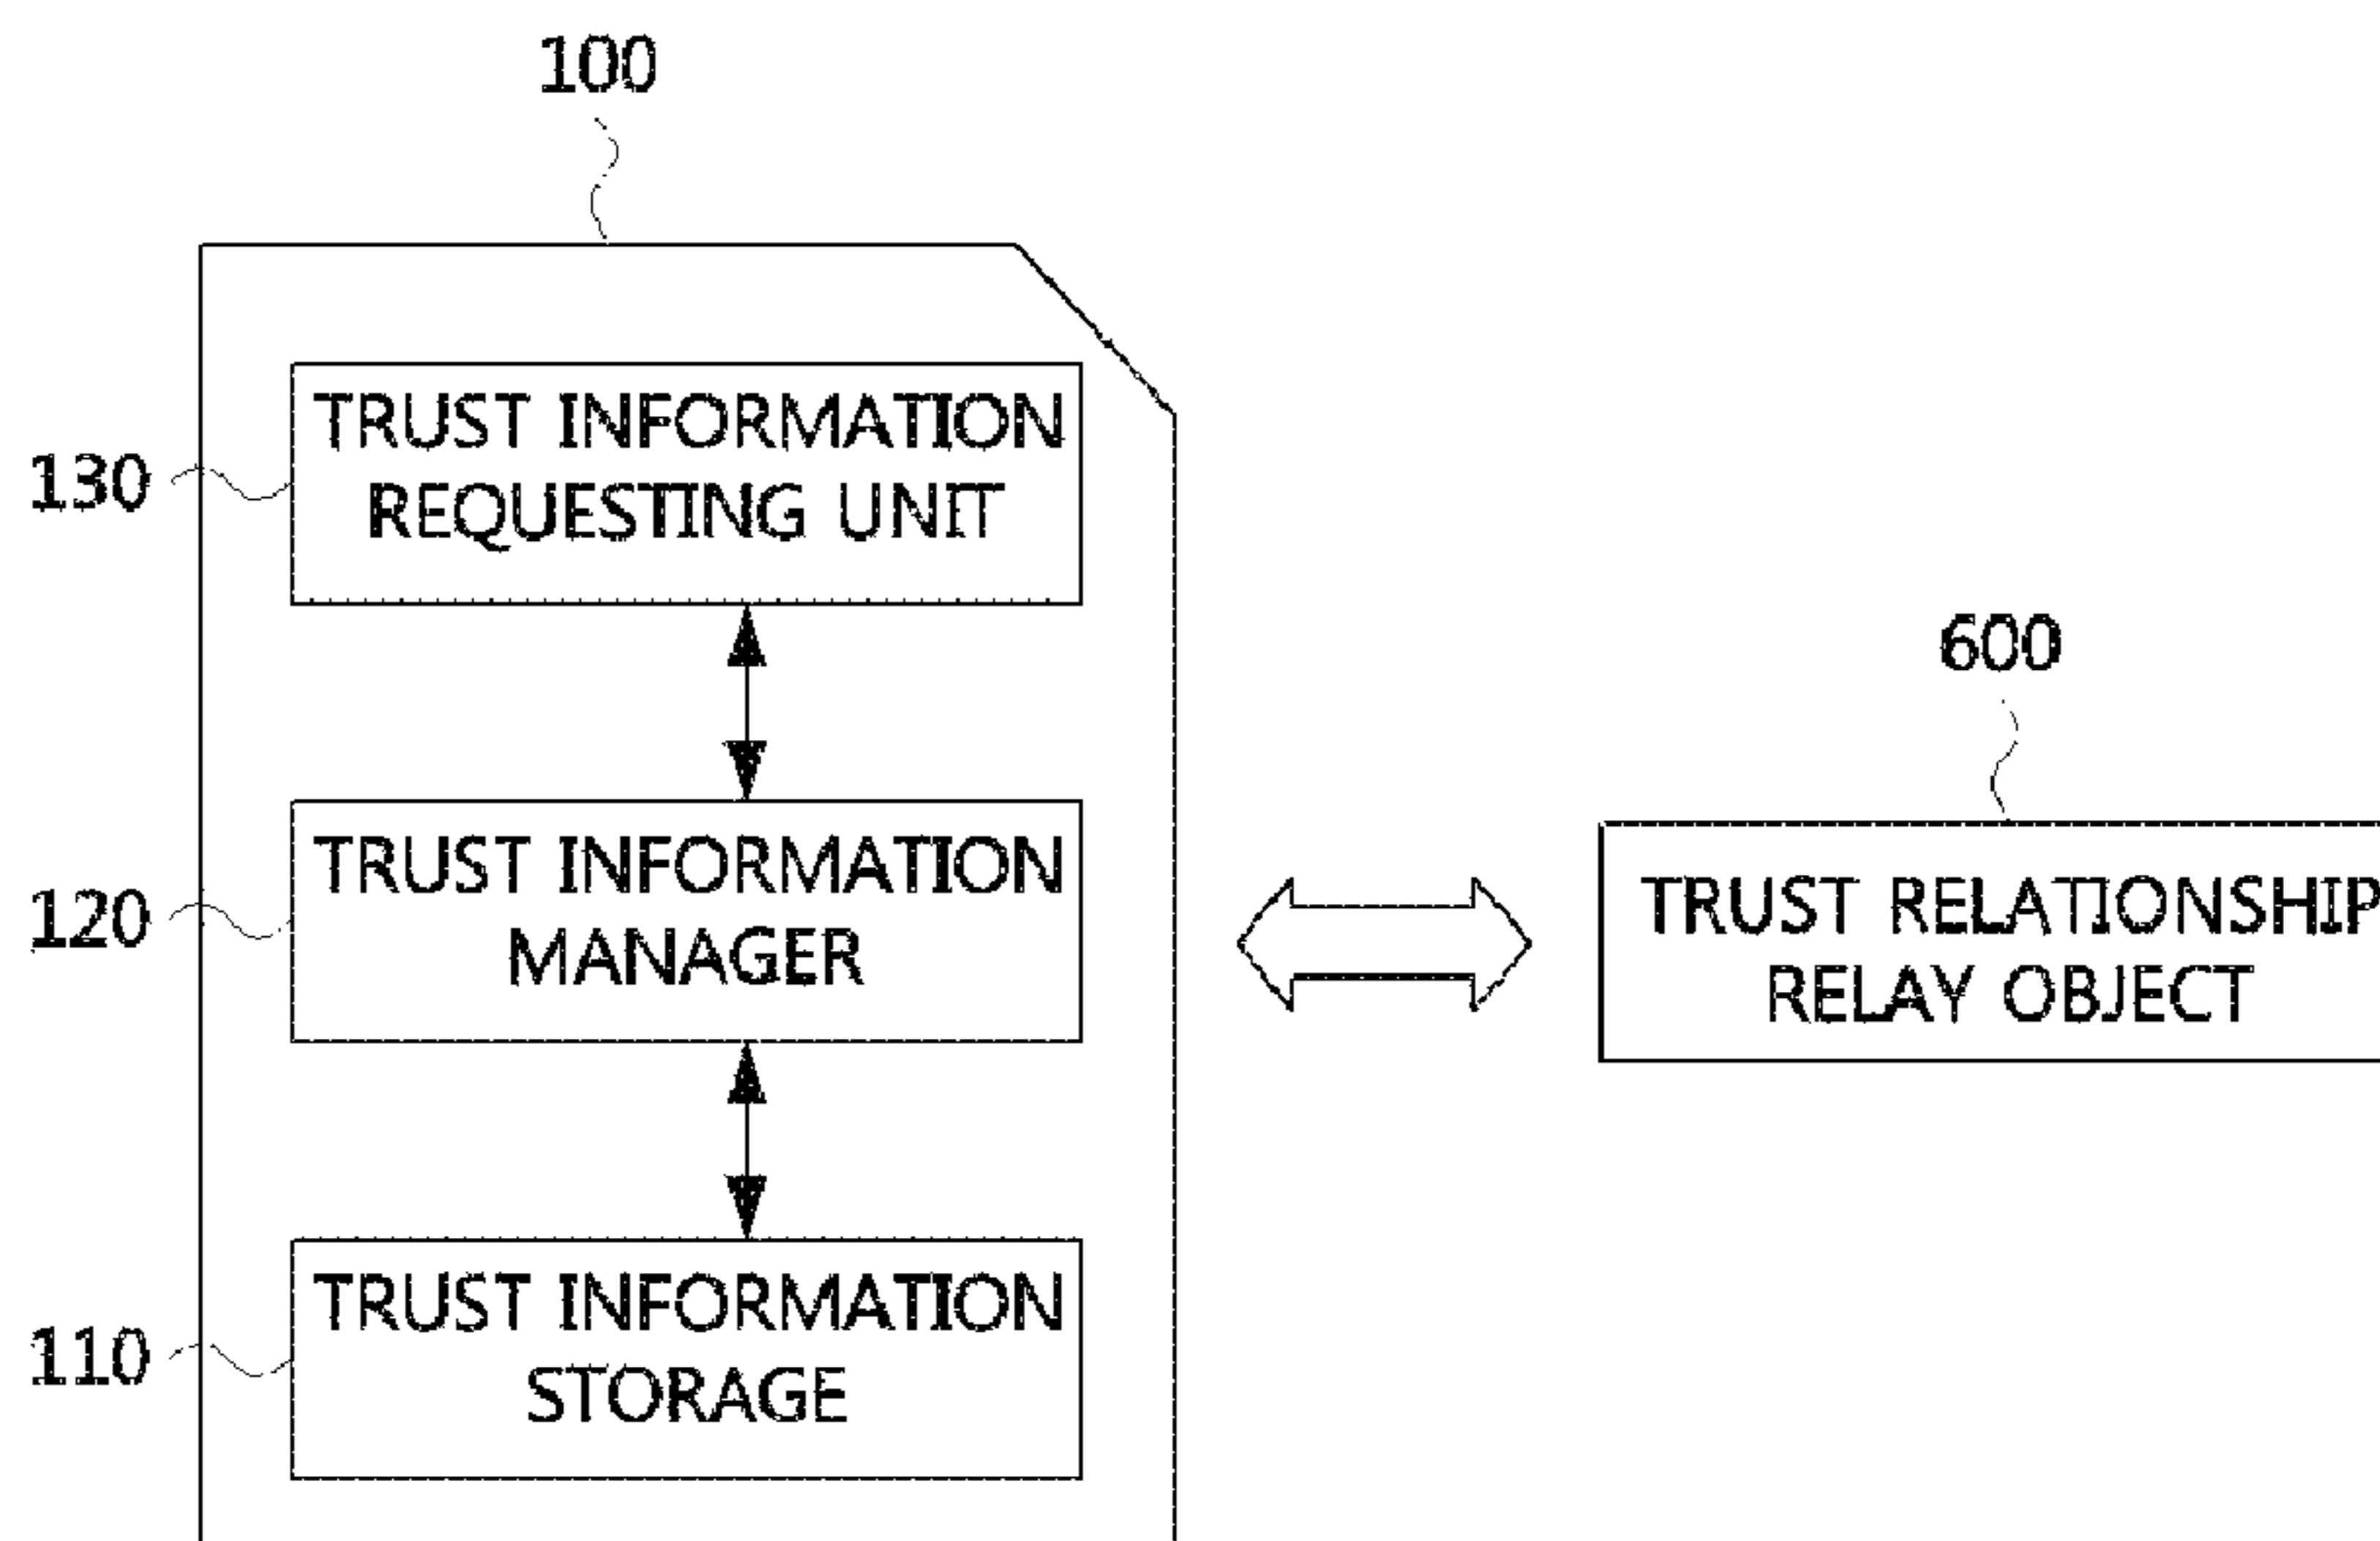 100
130
TRUST INFORMATION
REQUESTING UNIT
120
TRUST INFORMATION
MANAGER
110
TRUST INFORMATION
STORAGE
600
TRUST RELATIONSHIP
RELAY OBJECT